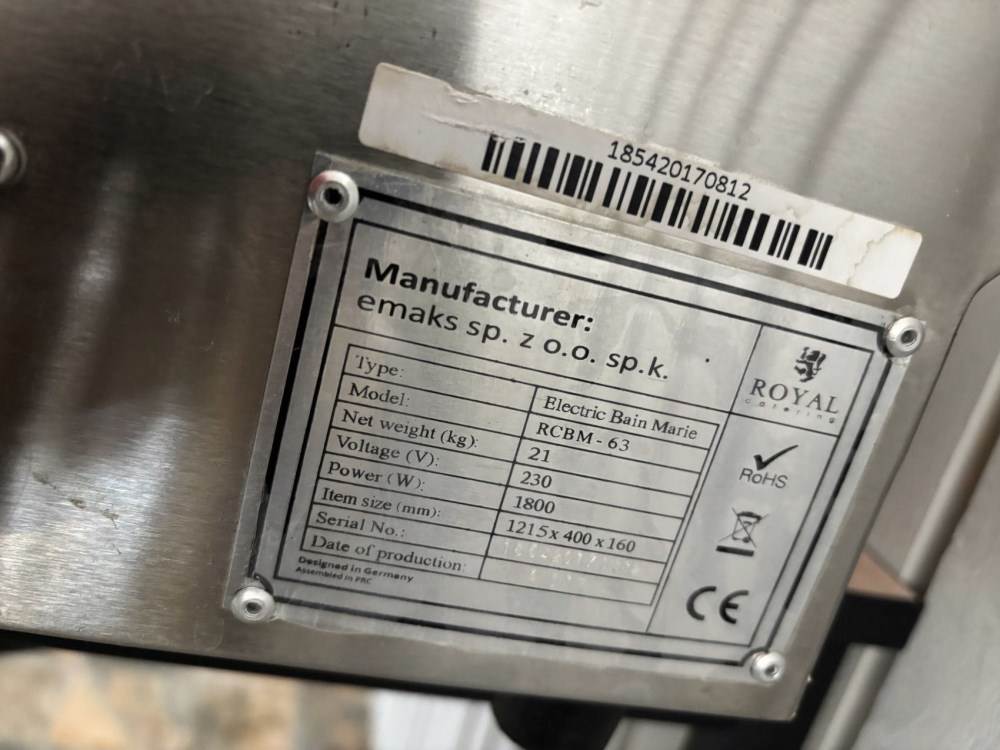 185420170812
Manufacturer:
emaks sp. z o.o. sp.k.
ROYAL
catering
Type: Electric Bain Marie
Model: RCBM - 63
Net weight (kg): 21
Voltage (V): 230
Power (W): 1800
Item size (mm): 1215 x 400 x 160
Serial No.:
Date of production:
Designed in Germany
Assembled in PRC
RoHS
CE